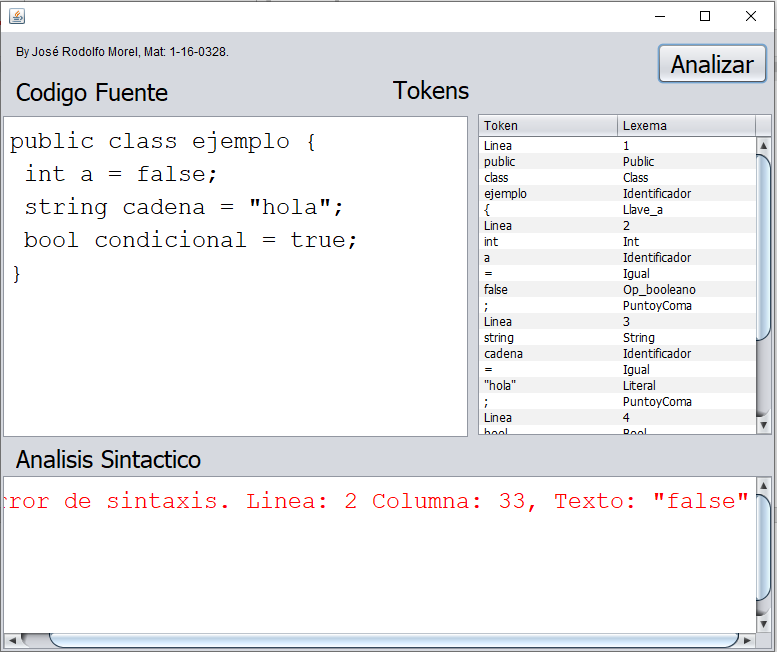 By José Rodolfo Morel, Mat: 1-16-0328.
Analizar
Codigo Fuente
Tokens
public class ejemplo {
int a = false;
string cadena = "hola";
bool condicional = true;
}
Token Lexema
Linea 1
public Public
class Class
ejemplo Identificador
{ Llave_a
Linea 2
int Int
a Identificador
= Igual
false Op_booleano
; PuntoyComa
Linea 3
string String
cadena Identificador
= Igual
"hola" Literal
; PuntoyComa
Linea 4
bool Bool
Analisis Sintactico
rror de sintaxis. Linea: 2 Columna: 33, Texto: "false"